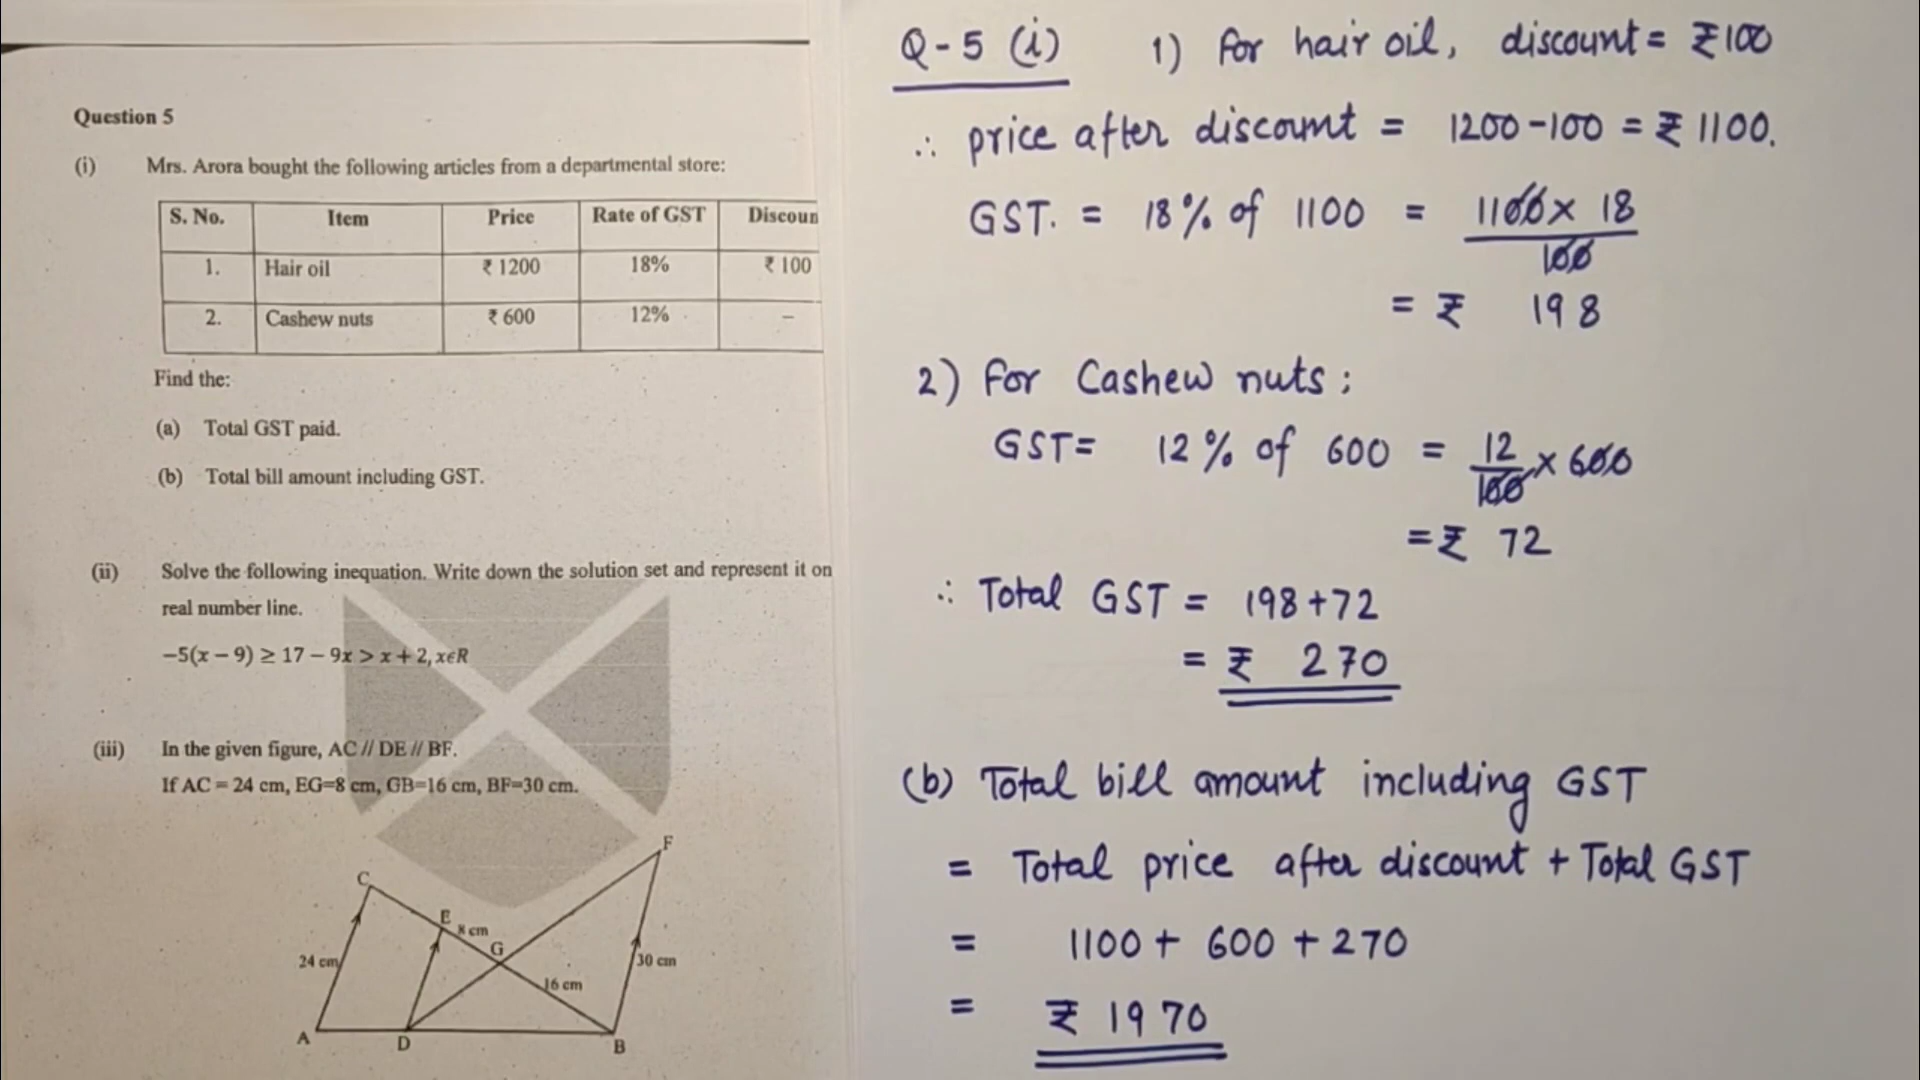 Question 5
(i) Mrs. Arora bought the following articles from a departmental store:
S. No. Item Price Rate of GST Discoun
1. Hair oil ₹ 1200 18% ₹ 100
2. Cashew nuts ₹ 600 12% –
Find the:
(a) Total GST paid.
(b) Total bill amount including GST.
(ii) Solve the following inequation. Write down the solution set and represent it on
real number line.
−5(x − 9) ≥ 17 − 9x > x + 2, xϵR
(iii) In the given figure, AC // DE // BF.
If AC = 24 cm, EG=8 cm, GB=16 cm, BF=30 cm.
F
C
E
8 cm
G
24 cm
30 cm
16 cm
A
D
B
Q-5 (i) 1) For hair oil, discount = ₹100
∴ price after discount = 1200-100 = ₹ 1100.
GST. = 18% of 1100 = 1100 x 18
100
= ₹ 198
2) For Cashew nuts:
GST= 12% of 600 = 12/100 x 600
= ₹ 72
∴ Total GST = 198+72
= ₹ 270
(b) Total bill amount including GST
= Total price after discount + Total GST
= 1100 + 600 + 270
= ₹ 1970